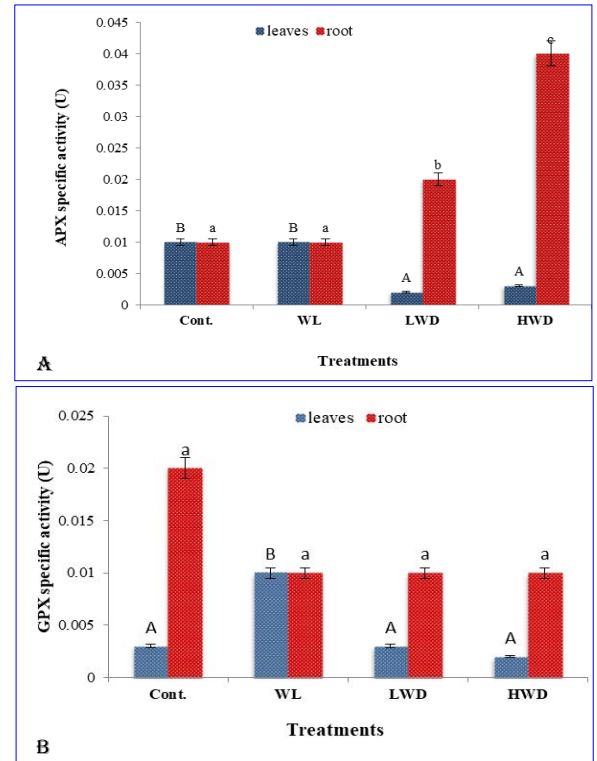 leaves root
APX specific activity (U)
0.045
0.04
0.035
0.03
0.025
0.02
0.015
0.01
0.005
0
B a B a A b A c
Cont. WL LWD HWD
Treatments
A
leaves root
GPX specific activity (U)
0.025
0.02
0.015
0.01
0.005
0
A a B a A a A a
Cont. WL LWD HWD
Treatments
B